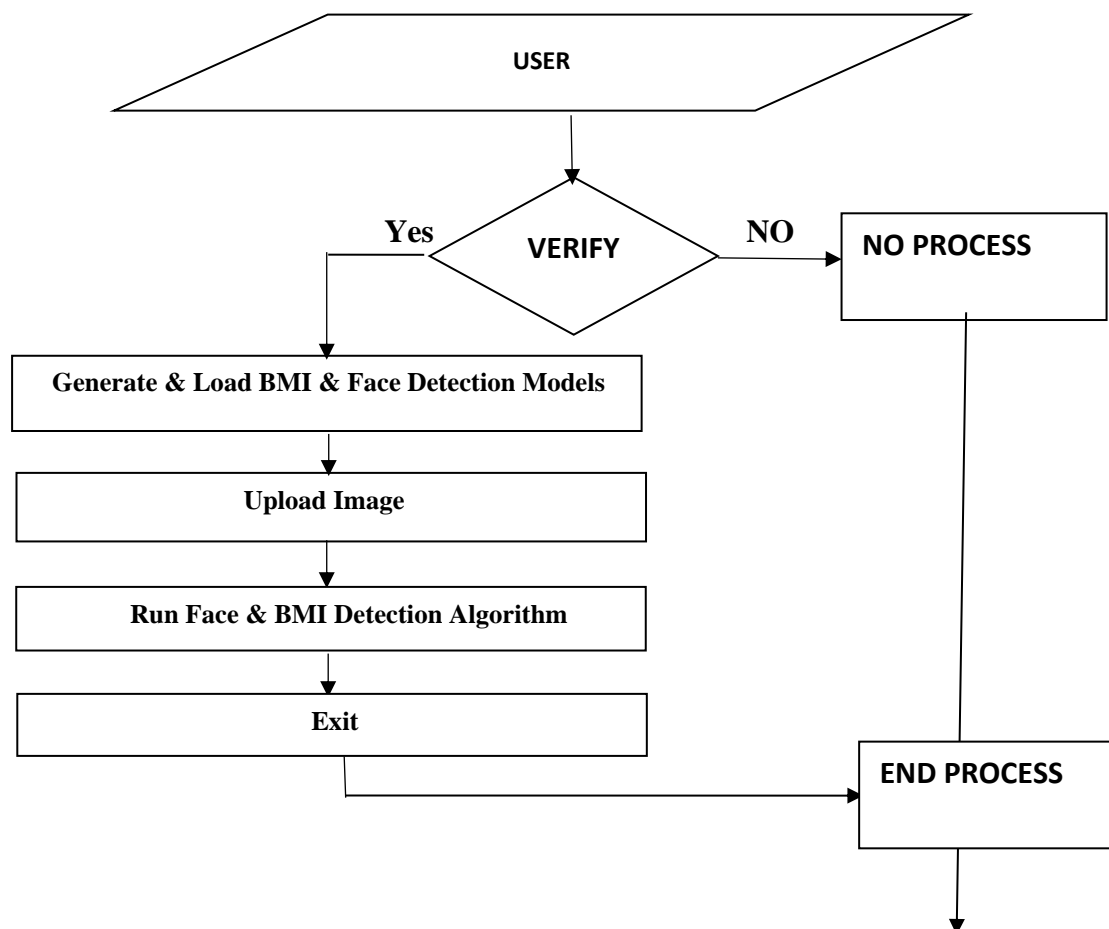 USER
Yes
VERIFY
NO
NO PROCESS
Generate & Load BMI & Face Detection Models
Upload Image
Run Face & BMI Detection Algorithm
Exit
END PROCESS